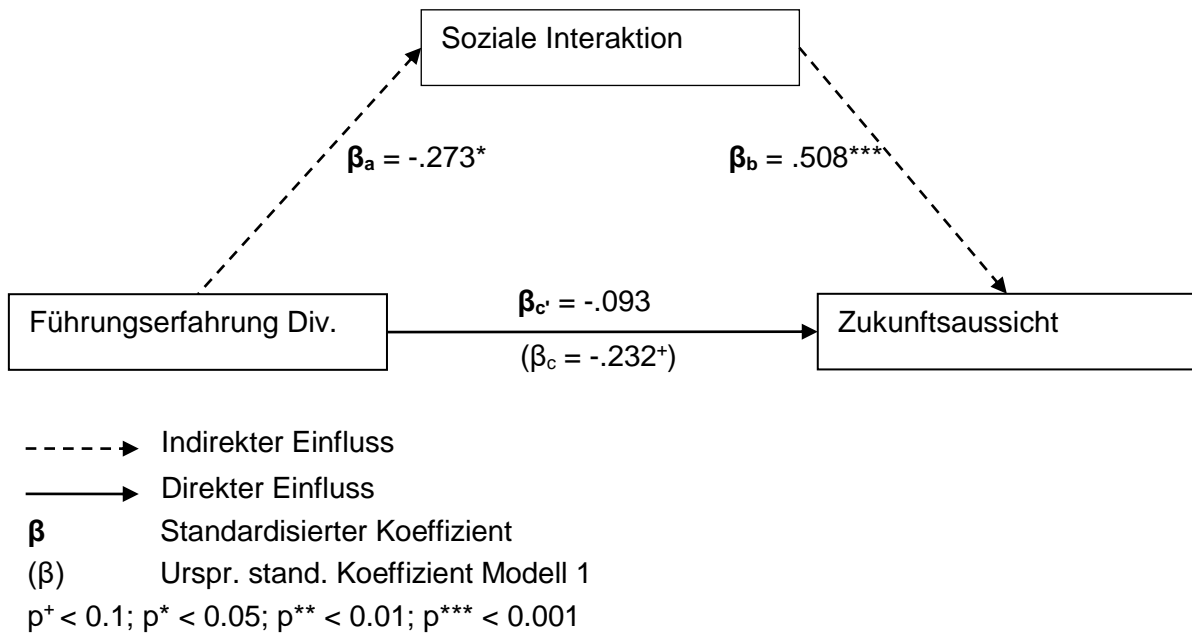 Soziale Interaktion
βa = -.273*
βb = .508***
Führungserfahrung Div.
βc' = -.093
(βc = -.232+)
Zukunftsaussicht
Indirekter Einfluss
Direkter Einfluss
β Standardisierter Koeffizient
(β) Urspr. stand. Koeffizient Modell 1
p+ < 0.1; p* < 0.05; p** < 0.01; p*** < 0.001